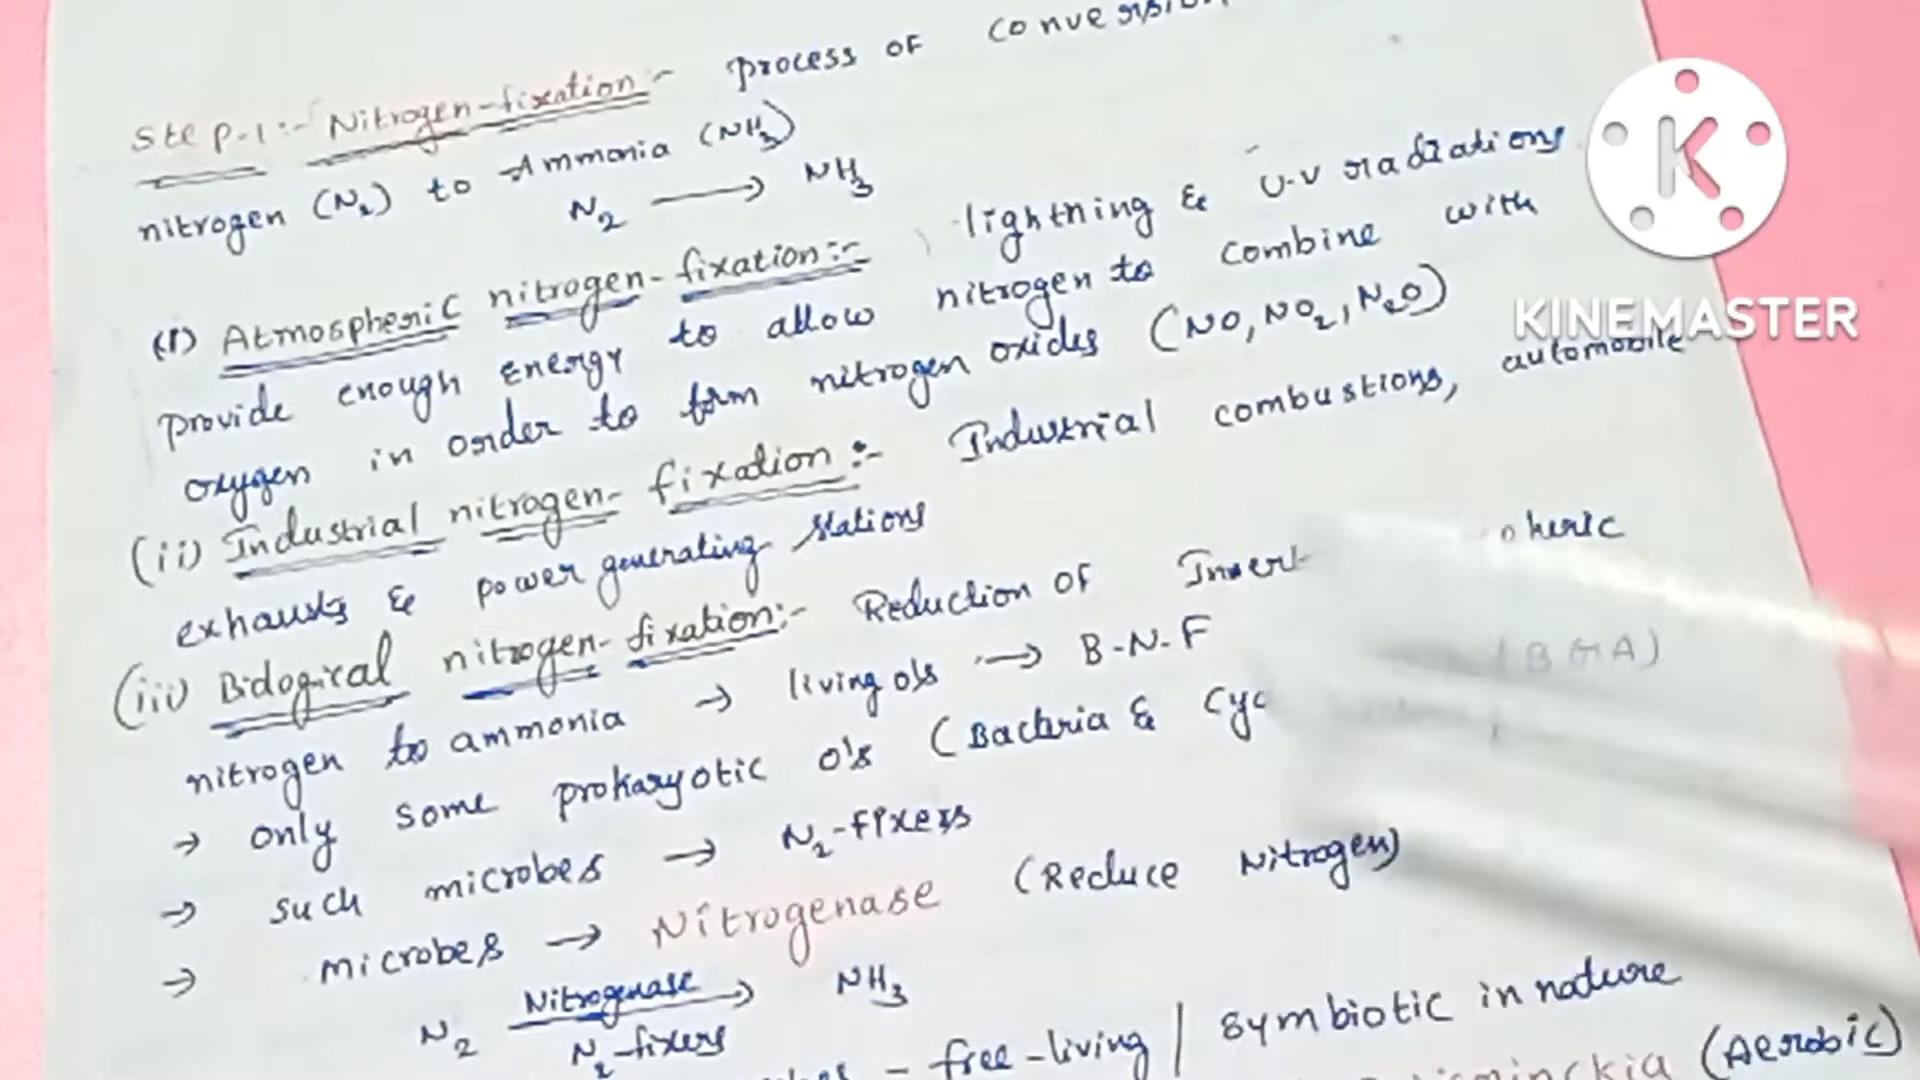 Step-1:- Nitrogen-fixation:- process of conversion
nitrogen (N2) to Ammonia (NH3)
N2 ⟶ NH3
(i) Atmospheric nitrogen-fixation:- lightning & U-V radiations
provide enough energy to allow nitrogen to combine with
oxygen in order to form nitrogen oxides (NO, NO2, N2O)
(ii) Industrial nitrogen-fixation:- Industrial combustions, automobile
exhausts & power generating stations
(iii) Biological nitrogen-fixation:- Reduction of Inert
nitrogen to ammonia → living o/s → B-N-F
→ only some prokaryotic o's (Bacteria & (BGA)
→ such microbes → N2-fixers
→ microbes → Nitrogenase (Reduce Nitrogen)
N2 Nitrogenase ⟶ NH3
N2-fixers
- free-living / symbiotic in nature
(Aerobic)
K
KINEMASTER